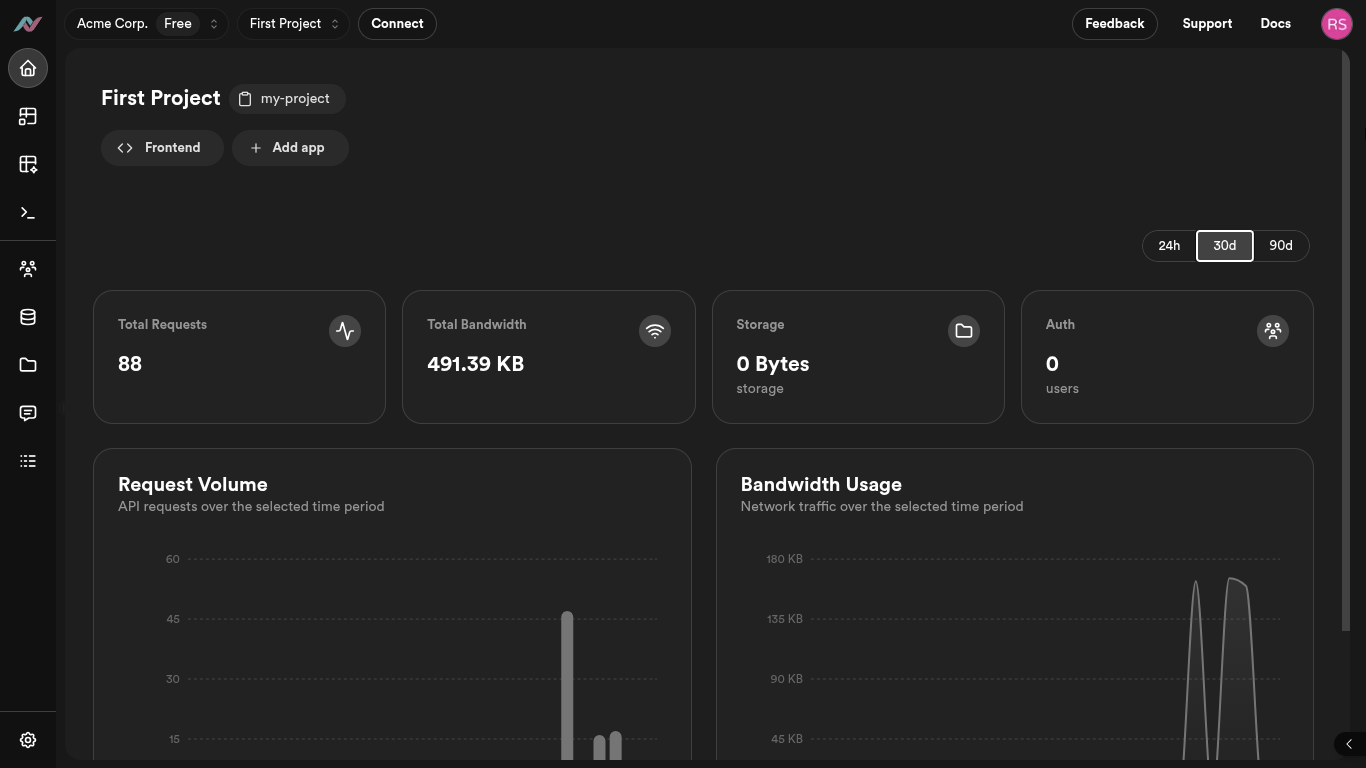 Acme Corp. Free First Project Connect Feedback Support Docs RS
First Project my-project
Frontend Add app
24h 30d 90d
Total Requests
88
Total Bandwidth
491.39 KB
Storage
0 Bytes
storage
Auth
0
users
Request Volume
API requests over the selected time period
60
45
30
15
Bandwidth Usage
Network traffic over the selected time period
180 KB
135 KB
90 KB
45 KB